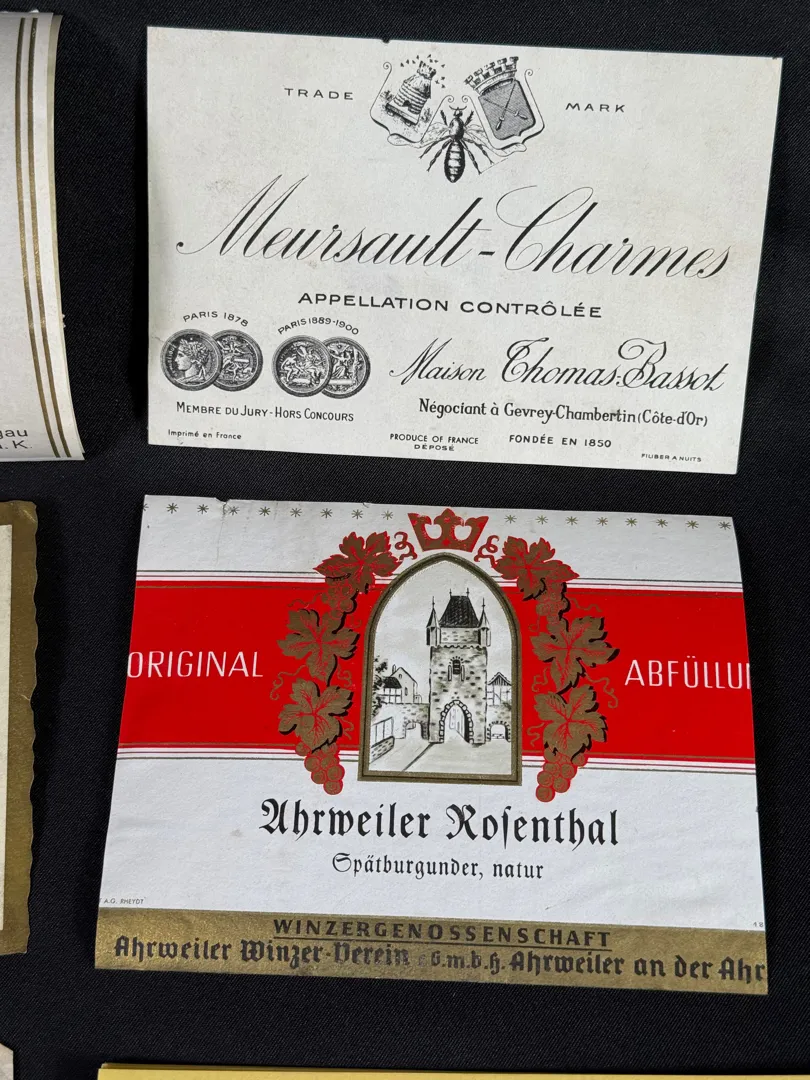 TRADE MARK
Meursault-Charmes
APPELLATION CONTRÔLÉE
PARIS 1878
PARIS 1889-1900
Maison Thomas-Bassot
MEMBRE DU JURY-HORS CONCOURS
Négociant à Gevrey-Chambertin (Côte-d'Or)
Imprimé en France
PRODUCE OF FRANCE
DÉPOSÉ
FONDÉE EN 1850
FILIBER A NUITS
gau
. K.
ORIGINAL
ABFÜLLU
Ahrweiler Rosenthal
Spätburgunder, natur
A.G. RHEYDT
48
WINZERGENOSSENSCHAFT
Ahrweiler Winzer-Verein e.G.m.b.H. Ahrweiler an der Ahr